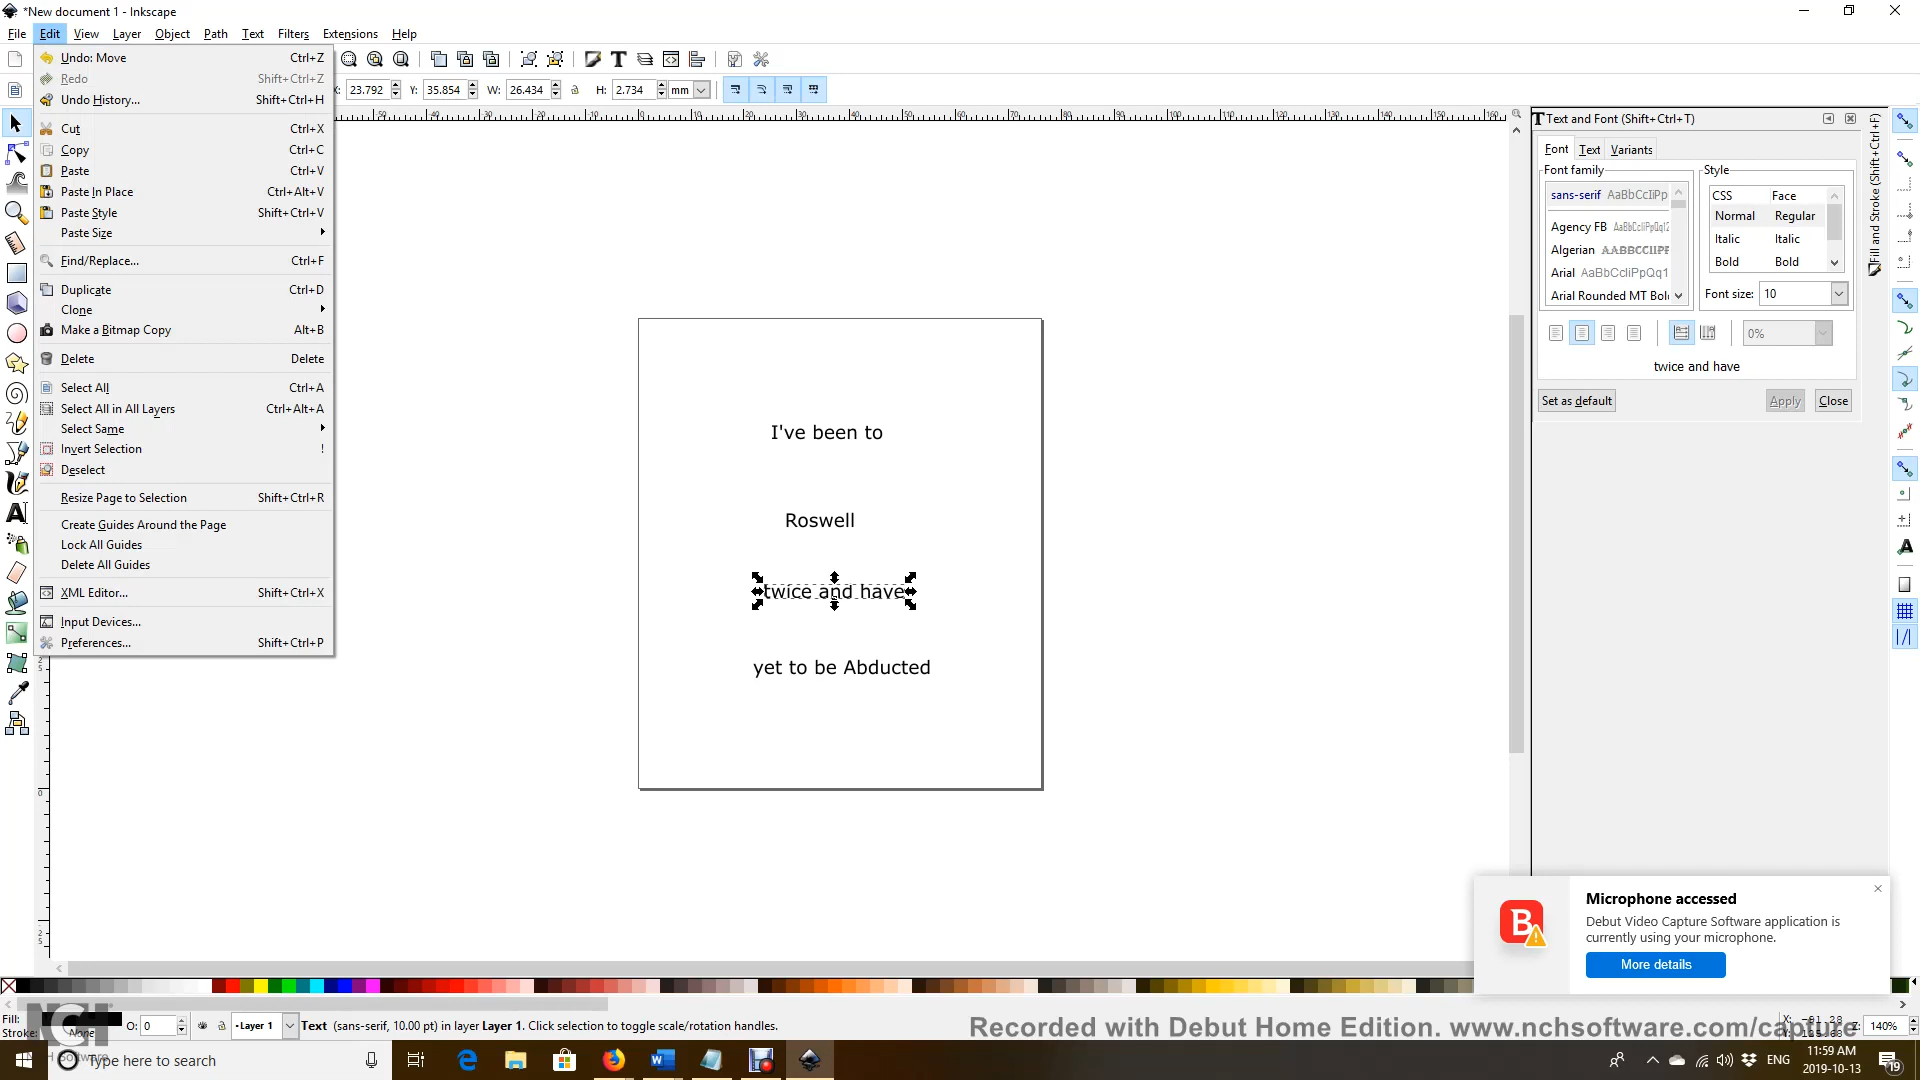 *New document 1 - Inkscape
File Edit View Layer Object Path Text Filters Extensions Help
Undo: Move Ctrl+Z
Redo Shift+Ctrl+Z
Undo History... Shift+Ctrl+H
Cut Ctrl+X
Copy Ctrl+C
Paste Ctrl+V
Paste In Place Ctrl+Alt+V
Paste Style Shift+Ctrl+V
Paste Size
Find/Replace... Ctrl+F
Duplicate Ctrl+D
Clone
Make a Bitmap Copy Alt+B
Delete Delete
Select All Ctrl+A
Select All in All Layers Ctrl+Alt+A
Select Same
Invert Selection !
Deselect
Resize Page to Selection Shift+Ctrl+R
Create Guides Around the Page
Lock All Guides
Delete All Guides
XML Editor... Shift+Ctrl+X
Input Devices...
Preferences... Shift+Ctrl+P
X: 23.792 Y: 35.854 W: 26.434 H: 2.734 mm
I've been to
Roswell
twice and have
yet to be Abducted
Text and Font (Shift+Ctrl+T)
Font Text Variants
Font family
sans-serif AaBbCcIiPp
Agency FB AaBbCcIiPpQq12
Algerian AABBCCIIPP
Arial AaBbCcIiPpQq1
Arial Rounded MT Bol
Style
CSS Face
Normal Regular
Italic Italic
Bold Bold
Font size: 10
0%
twice and have
Set as default Apply Close
Fill and Stroke (Shift+Ctrl+F)
Microphone accessed
Debut Video Capture Software application is
currently using your microphone.
More details
Fill:
Stroke: None
O: 0
Layer 1
Text (sans-serif, 10.00 pt) in layer Layer 1. Click selection to toggle scale/rotation handles.
Recorded with Debut Home Edition. www.nchsoftware.com/capture
Z: 140%
NCH Software
Type here to search
ENG
11:59 AM
2019-10-13
19